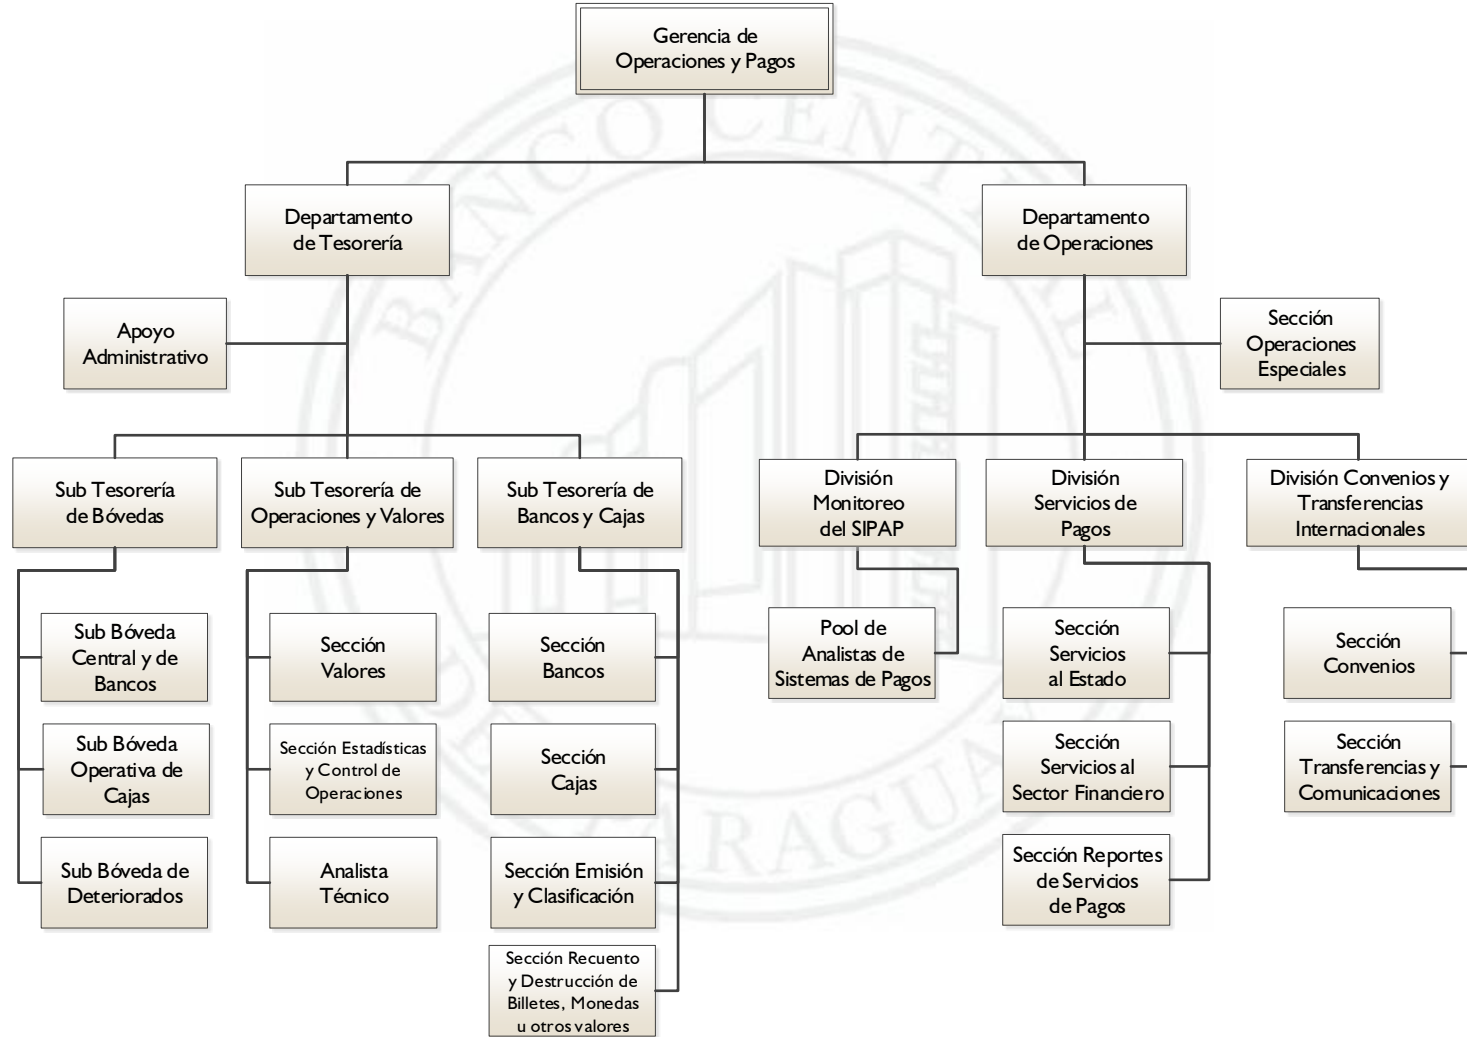 Gerencia de
Operaciones y Pagos
Departamento
de Tesorería
Departamento
de Operaciones
Apoyo
Administrativo
Sección
Operaciones
Especiales
Sub Tesorería
de Bóvedas
Sub Tesorería de
Operaciones y Valores
Sub Tesorería de
Bancos y Cajas
División
Monitoreo
del SIPAP
División
Servicios de
Pagos
División Convenios y
Transferencias
Internacionales
Sub Bóveda
Central y de
Bancos
Sub Bóveda
Operativa de
Cajas
Sub Bóveda de
Deteriorados
Sección
Valores
Sección Estadísticas
y Control de
Operaciones
Analista
Técnico
Sección
Bancos
Sección
Cajas
Sección Emisión
y Clasificación
Sección Recuento
y Destrucción de
Billetes, Monedas
u otros valores
Pool de
Analistas de
Sistemas de Pagos
Sección
Servicios
al Estado
Sección
Servicios al
Sector Financiero
Sección Reportes
de Servicios
de Pagos
Sección
Convenios
Sección
Transferencias y
Comunicaciones
BANCO CENTRAL
DEL PARAGUAY